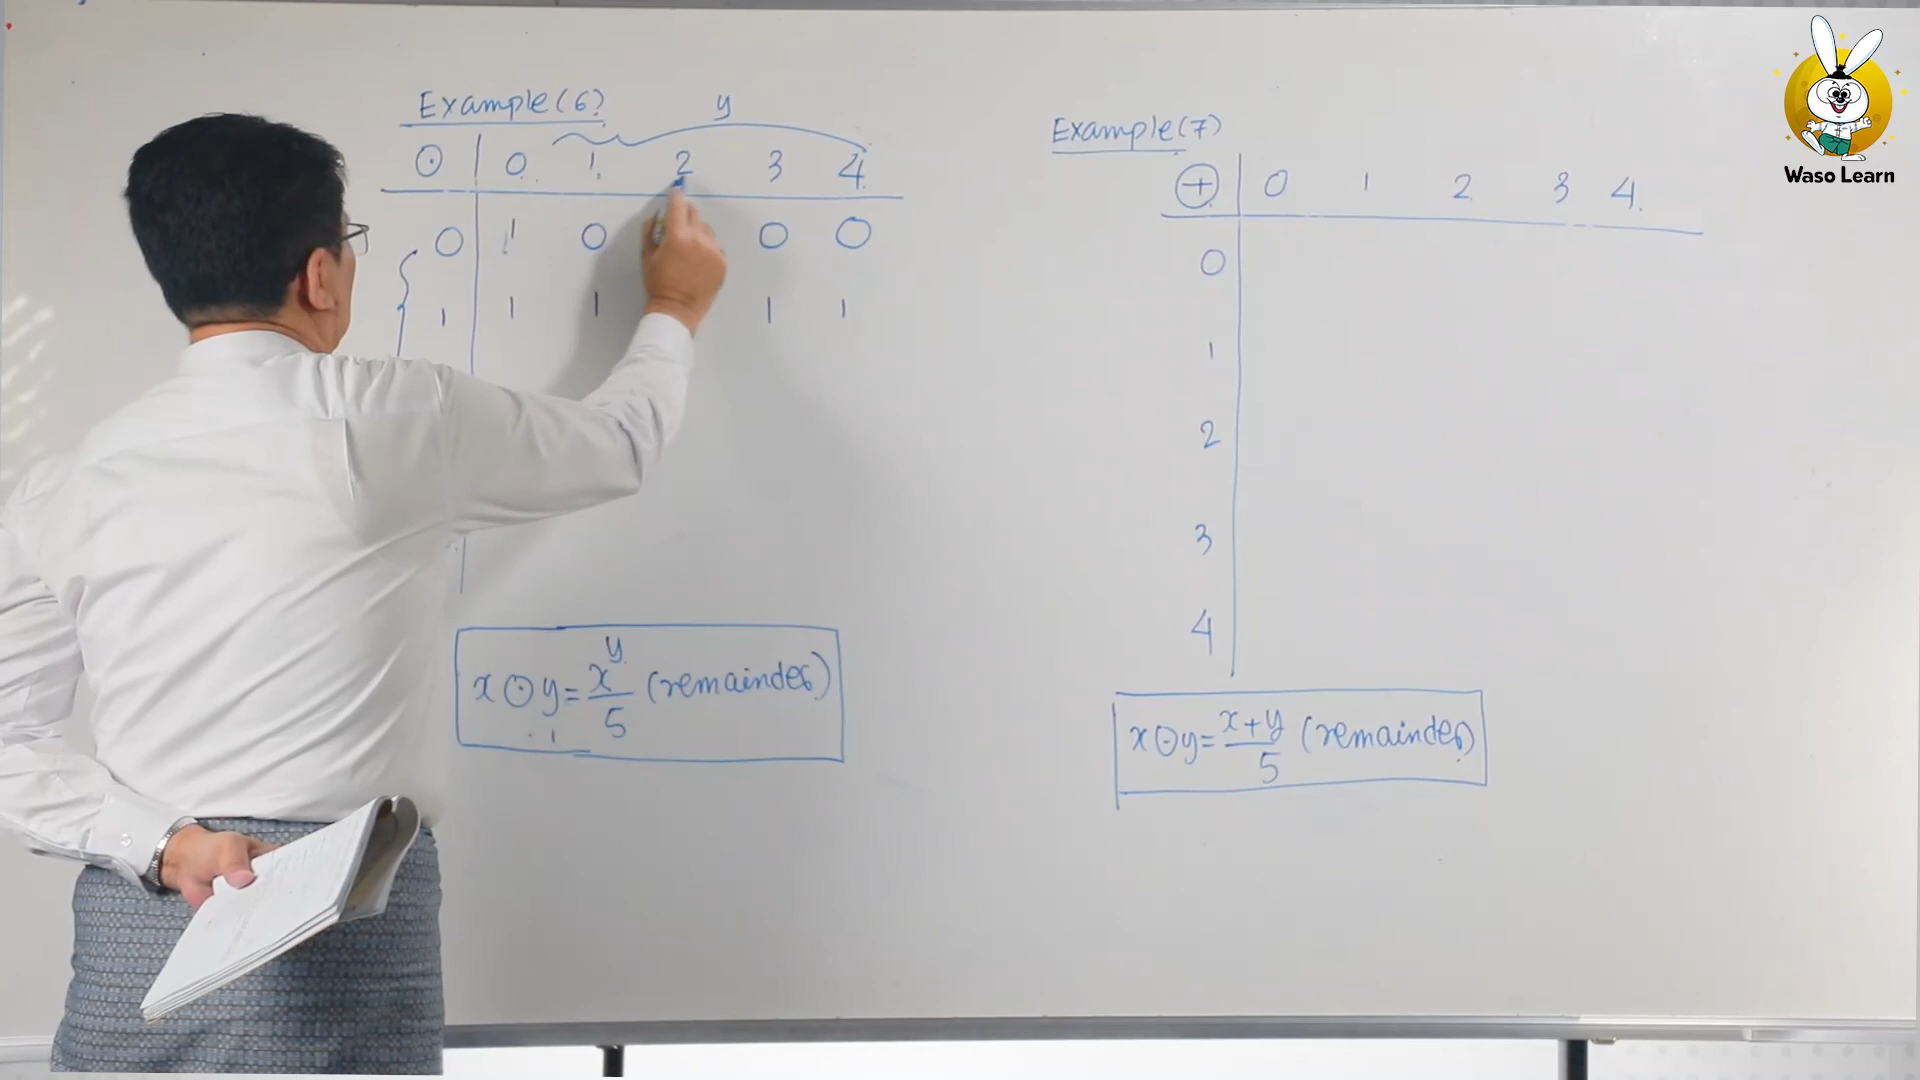 Example(6)
y
⊙ 0 1 2 3 4
0 1 0 0 0
1 1 1 1 1
x⊙y = x^y/5 (remainder)
Example(7)
⊕ 0 1 2 3 4
0
1
2
3
4
x⊙y = x+y/5 (remainder)
Waso Learn